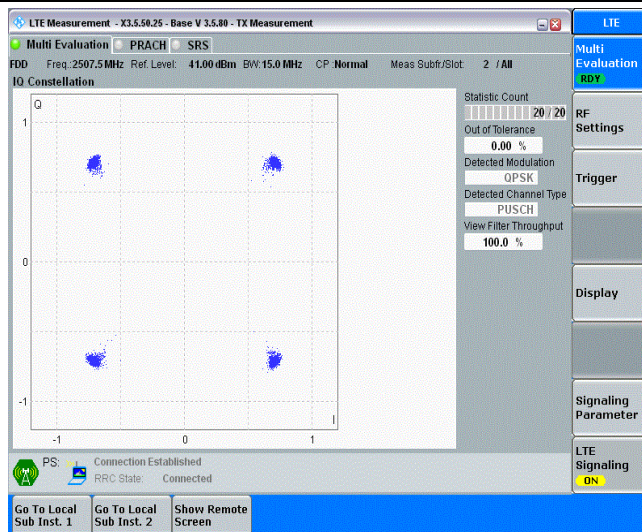 LTE Measurement - X3.5.50.25 - Base V 3.5.80 - TX Measurement
LTE
Multi Evaluation PRACH SRS
FDD Freq.:2507.5 MHz Ref. Level: 41.00 dBm BW:15.0 MHz CP :Normal Meas Subfr./Slot: 2 / All
IQ Constellation
Q
1
0
-1
-1 0 1
I
Statistic Count
20 / 20
Out of Tolerance
0.00 %
Detected Modulation
QPSK
Detected Channel Type
PUSCH
View Filter Throughput
100.0 %
Multi
Evaluation
RDY
RF
Settings
Trigger
Display
Signaling
Parameter
LTE
Signaling
ON
PS: Connection Established
RRC State: Connected
Go To Local
Sub Inst. 1
Go To Local
Sub Inst. 2
Show Remote
Screen